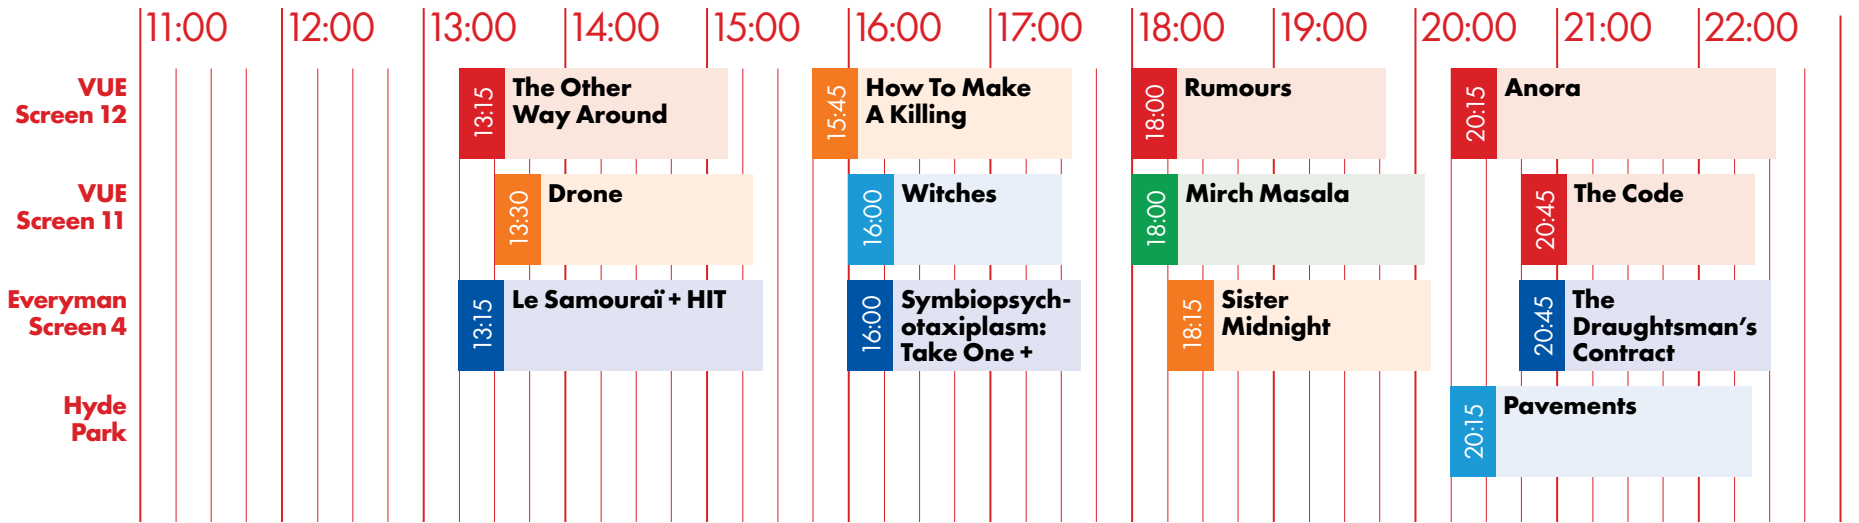 11:00 12:00 13:00 14:00 15:00 16:00 17:00 18:00 19:00 20:00 21:00 22:00
VUE
Screen 12
13:15
The Other
Way Around
15:45
How To Make
A Killing
18:00
Rumours
20:15
Anora
VUE
Screen 11
13:30
Drone
16:00
Witches
18:00
Mirch Masala
20:45
The Code
Everyman
Screen 4
13:15
Le Samouraï + HIT
16:00
Symbiopsych-
otaxiplasm:
Take One +
18:15
Sister
Midnight
20:45
The
Draughtsman's
Contract
Hyde
Park
20:15
Pavements